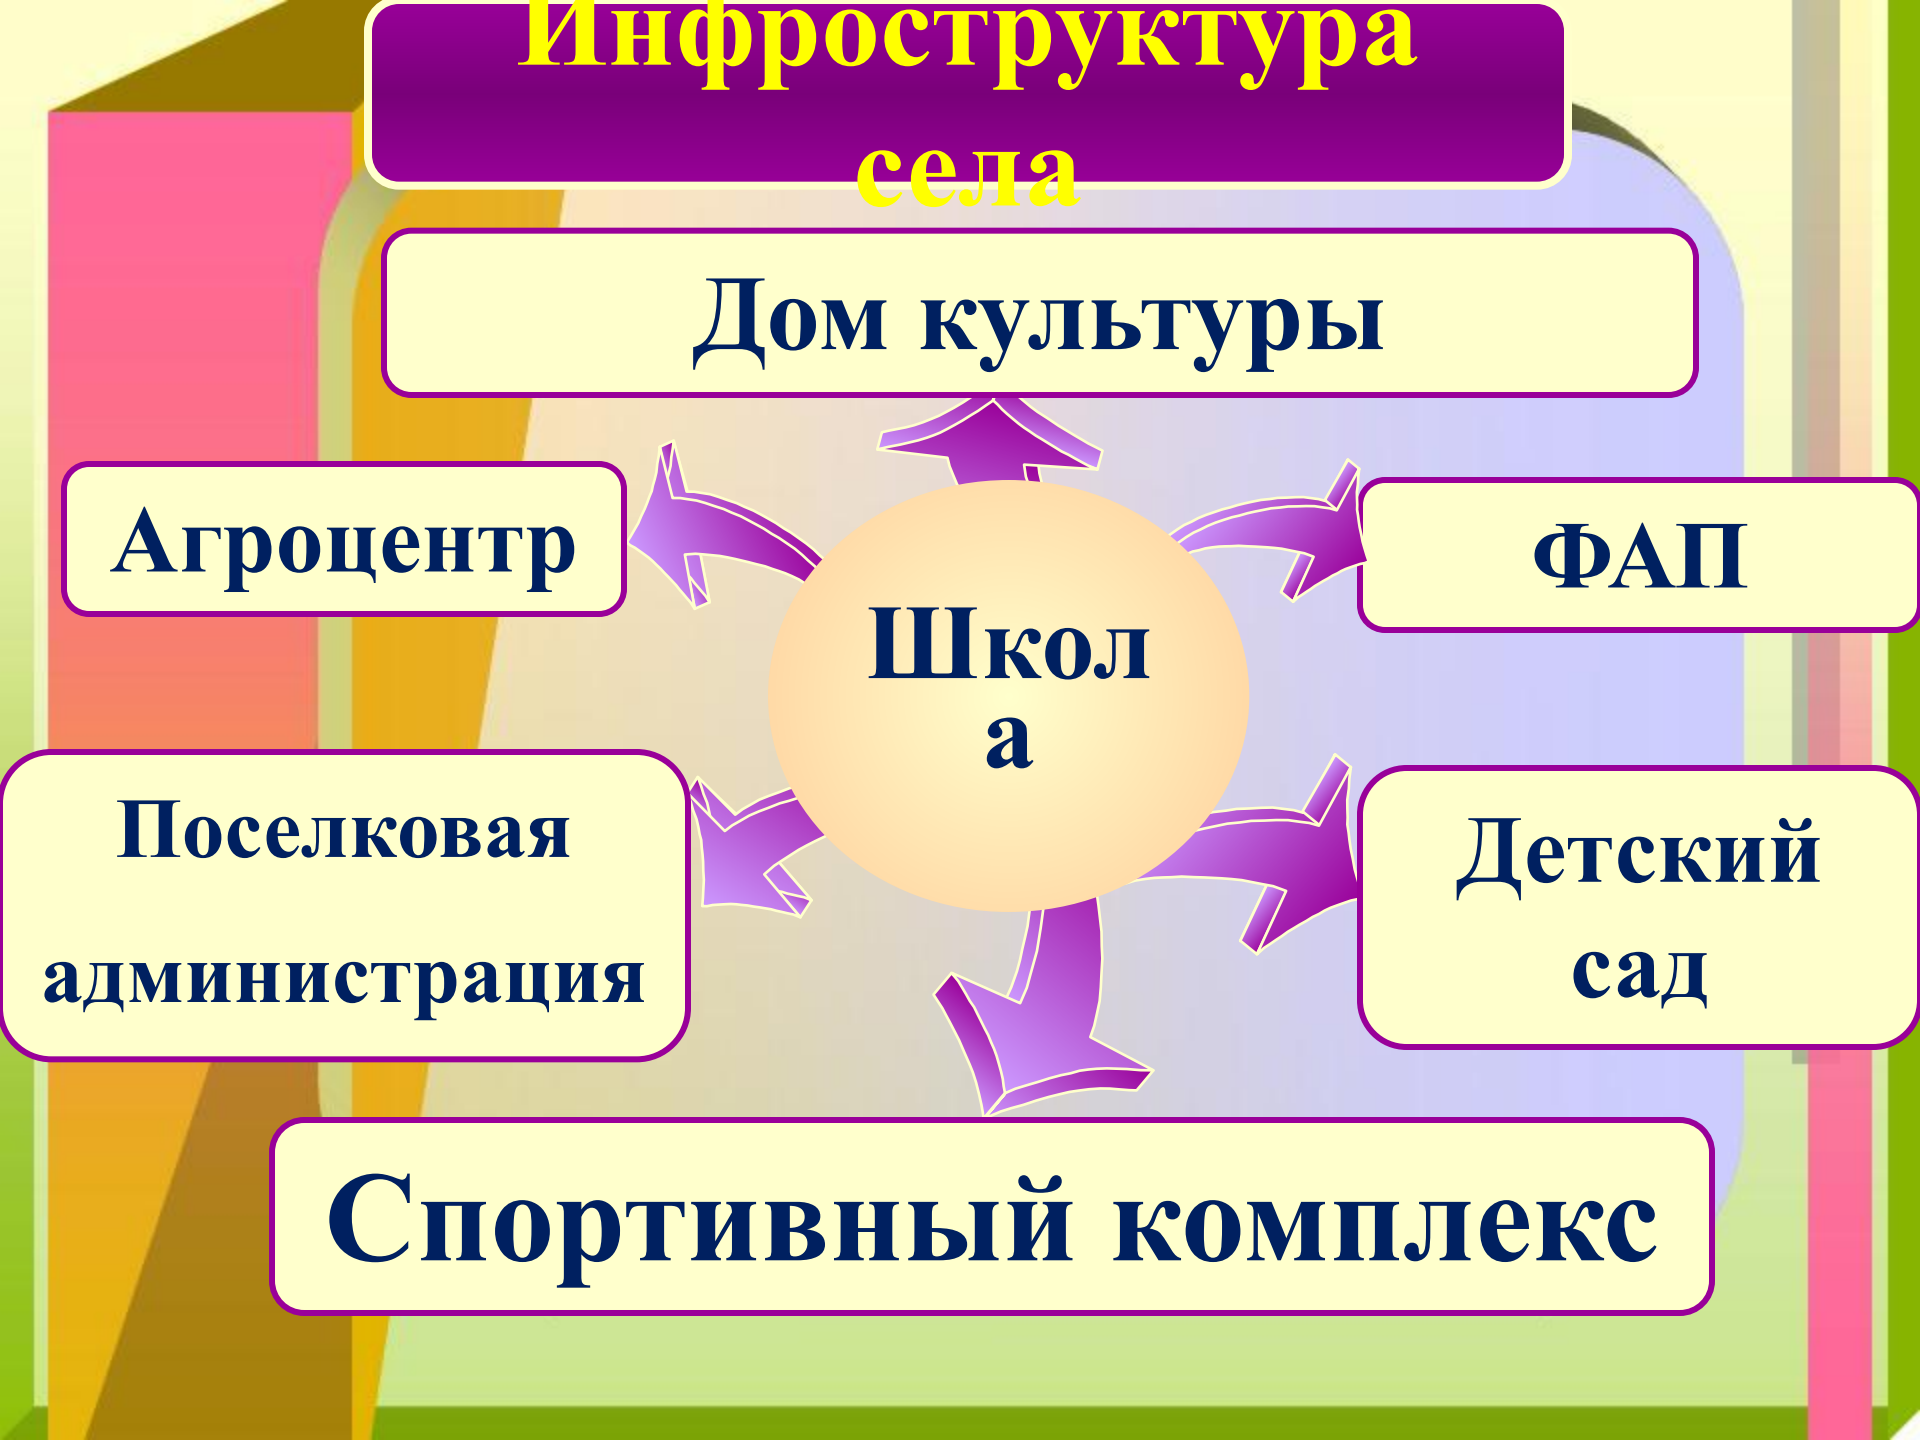 Инфроструктура
села
Дом культуры
Агроцентр
ФАП
Школ
а
Поселковая
администрация
Детский
сад
Спортивный комплекс